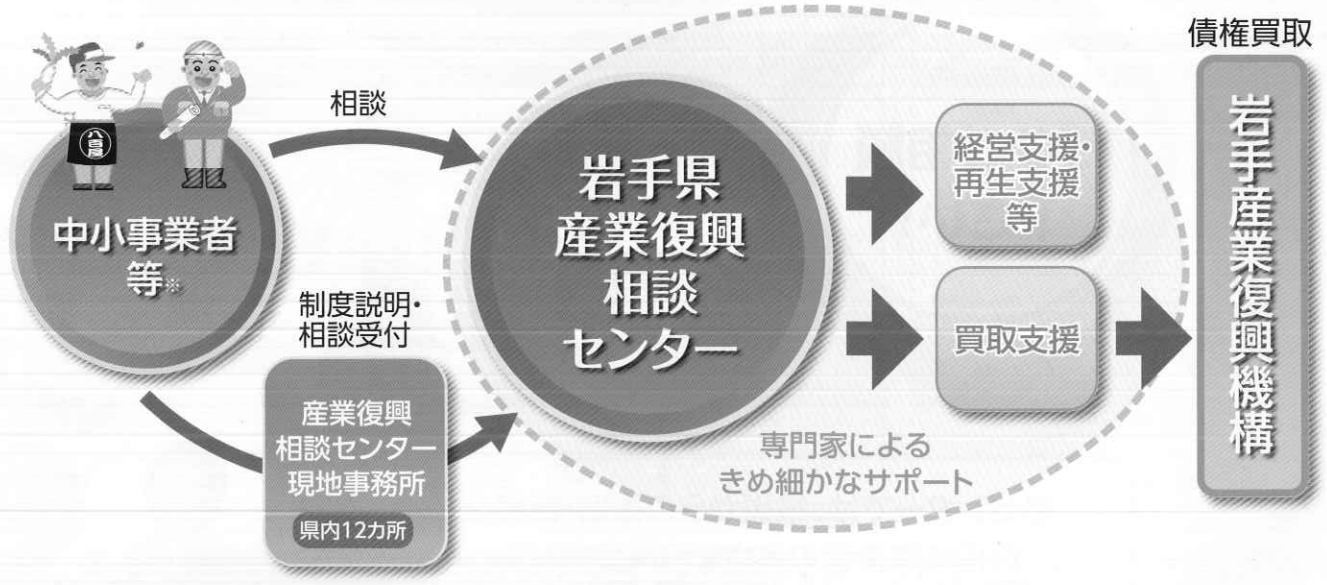 八百屋
中小事業者
等※
相談
制度説明・
相談受付
産業復興
相談センター
現地事務所
県内12カ所
岩手県
産業復興
相談
センター
経営支援・
再生支援
等
買取支援
専門家による
きめ細かなサポート
債権買取
岩手産業復興機構